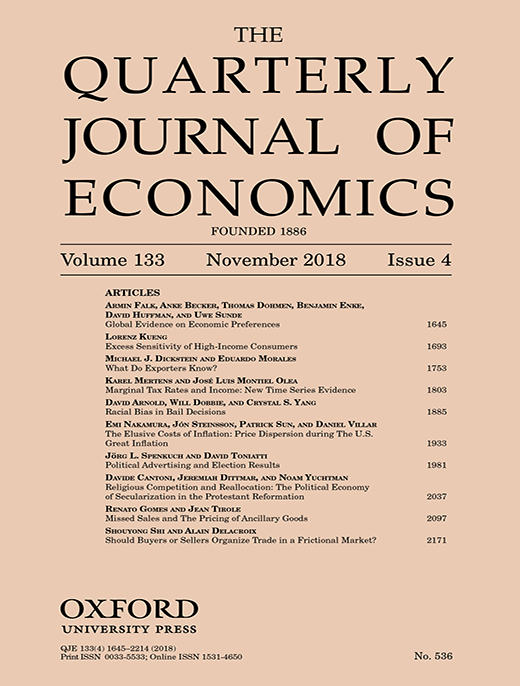 THE
QUARTERLY
JOURNAL OF
ECONOMICS
FOUNDED 1886
Volume 133 November 2018 Issue 4
ARTICLES
ARMIN FALK, ANKE BECKER, THOMAS DOHMEN, BENJAMIN ENKE,
DAVID HUFFMAN, AND UWE SUNDE
Global Evidence on Economic Preferences 1645
LORENZ KUENG
Excess Sensitivity of High-Income Consumers 1693
MICHAEL J. DICKSTEIN AND EDUARDO MORALES
What Do Exporters Know? 1753
KAREL MERTENS AND JOSÉ LUIS MONTIEL OLEA
Marginal Tax Rates and Income: New Time Series Evidence 1803
DAVID ARNOLD, WILL DOBBIE, AND CRYSTAL S. YANG
Racial Bias in Bail Decisions 1885
EMI NAKAMURA, JÓN STEINSSON, PATRICK SUN, AND DANIEL VILLAR
The Elusive Costs of Inflation: Price Dispersion during The U.S.
Great Inflation 1933
JÖRG L. SPENKUCH AND DAVID TONIATTI
Political Advertising and Election Results 1981
DAVIDE CANTONI, JEREMIAH DITTMAR, AND NOAM YUCHTMAN
Religious Competition and Reallocation: The Political Economy
of Secularization in the Protestant Reformation 2037
RENATO GOMES AND JEAN TIROLE
Missed Sales and The Pricing of Ancillary Goods 2097
SHOUYONG SHI AND ALAIN DELACROIX
Should Buyers or Sellers Organize Trade in a Frictional Market? 2171
OXFORD
UNIVERSITY PRESS
QJE 133(4) 1645–2214 (2018)
Print ISSN 0033-5533; Online ISSN 1531-4650 No. 536